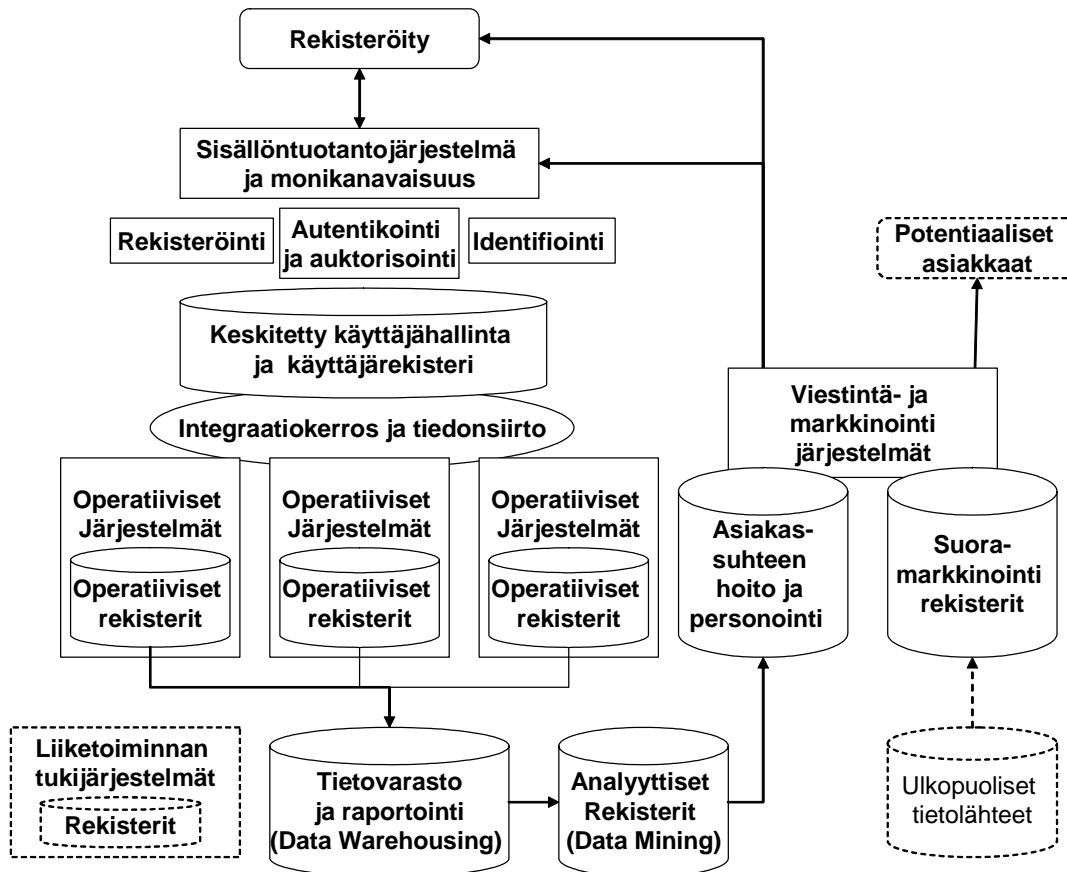 Rekisteröity
Sisällöntuotantojärjestelmä
ja monikanavaisuus
Rekisteröinti
Autentikointi
ja auktorisointi
Identifiointi
Potentiaaliset
asiakkaat
Keskitetty käyttäjähallinta
ja käyttäjärekisteri
Integraatiokerros ja tiedonsiirto
Viestintä- ja
markkinointi
järjestelmät
Operatiiviset
Järjestelmät
Operatiiviset
rekisterit
Operatiiviset
Järjestelmät
Operatiiviset
rekisterit
Operatiiviset
Järjestelmät
Operatiiviset
rekisterit
Asiakas-
suhteen
hoito ja
personointi
Suora-
markkinointi
rekisterit
Liiketoiminnan
tukijärjestelmät
Rekisterit
Tietovarasto
ja raportointi
(Data Warehousing)
Analyyttiset
Rekisterit
(Data Mining)
Ulkopuoliset
tietolähteet